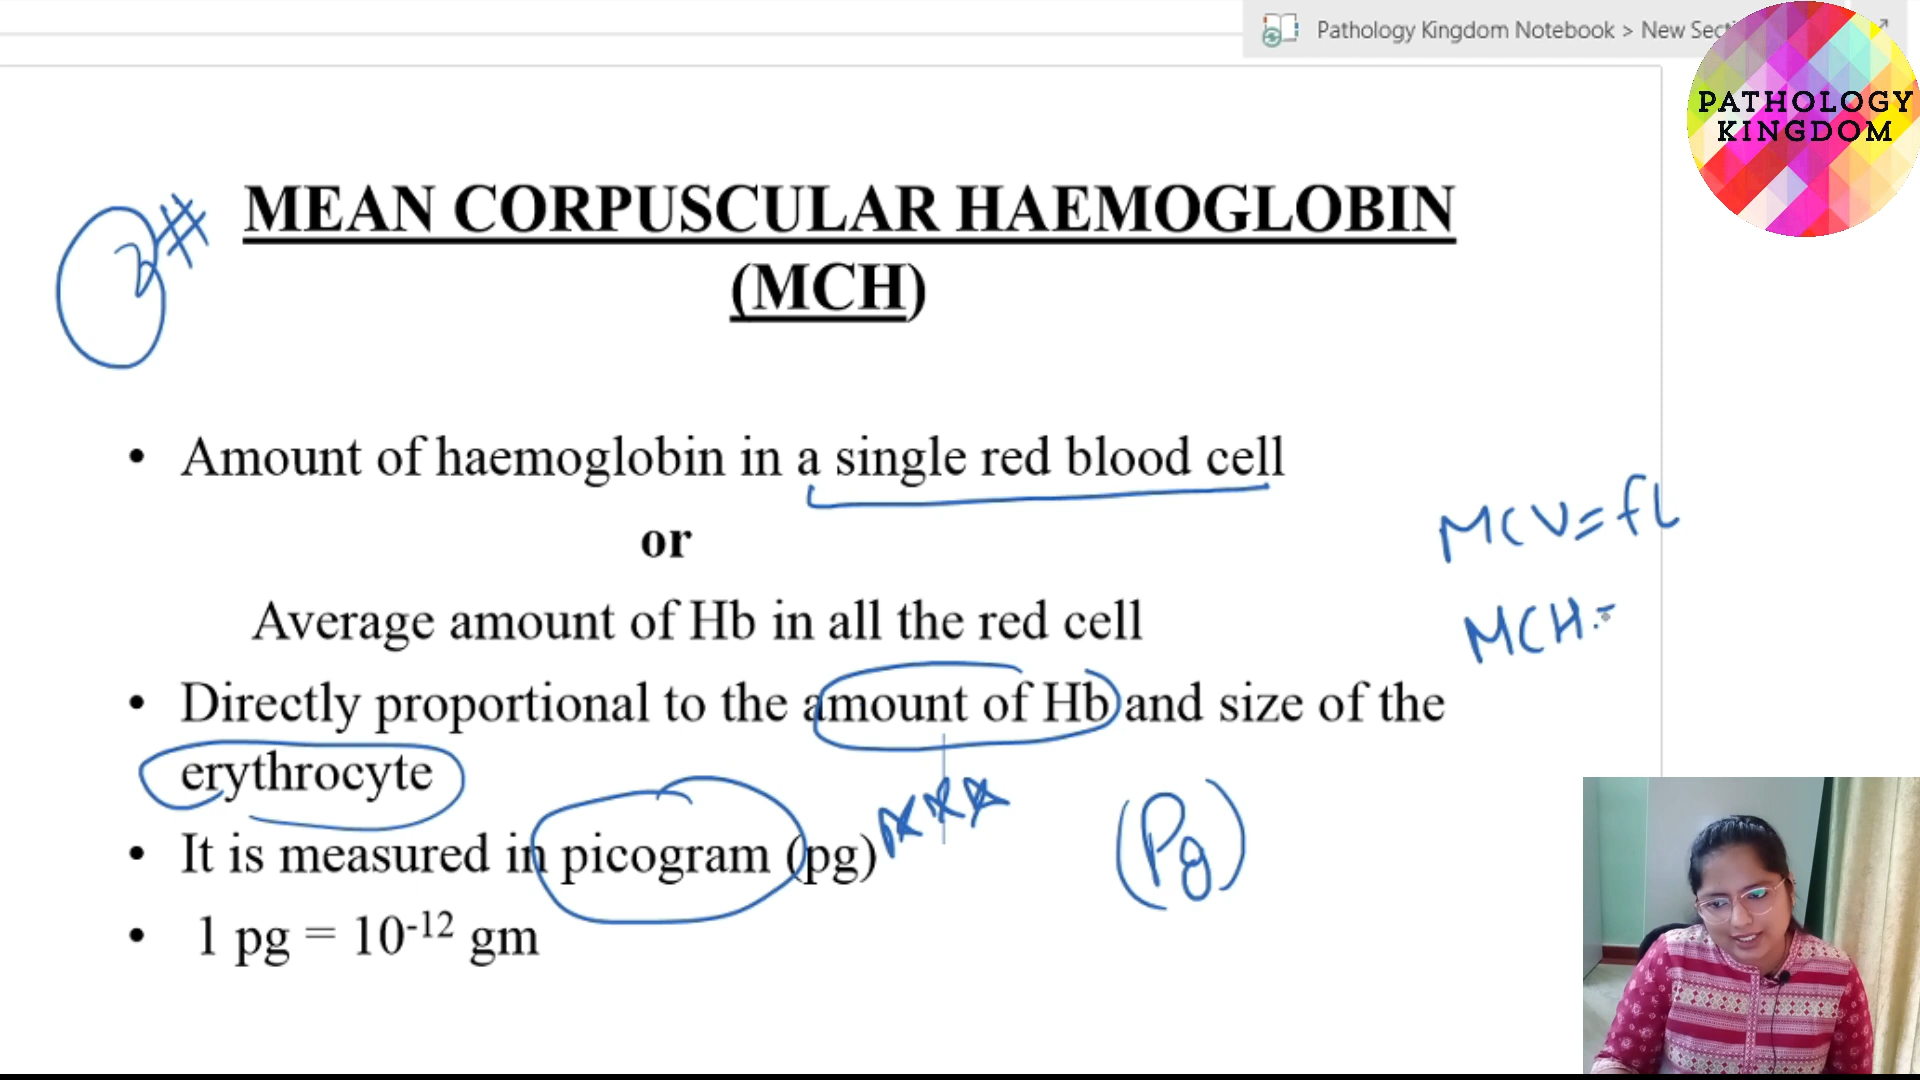 Pathology Kingdom Notebook > New Secti
PATHOLOGY
KINGDOM
2#
MEAN CORPUSCULAR HAEMOGLOBIN
(MCH)
• Amount of haemoglobin in a single red blood cell
or
Average amount of Hb in all the red cell
MCV=fL
MCH=
• Directly proportional to the amount of Hb and size of the
erythrocyte
• It is measured in picogram (pg)
(Pg)
• 1 pg = 10⁻¹² gm